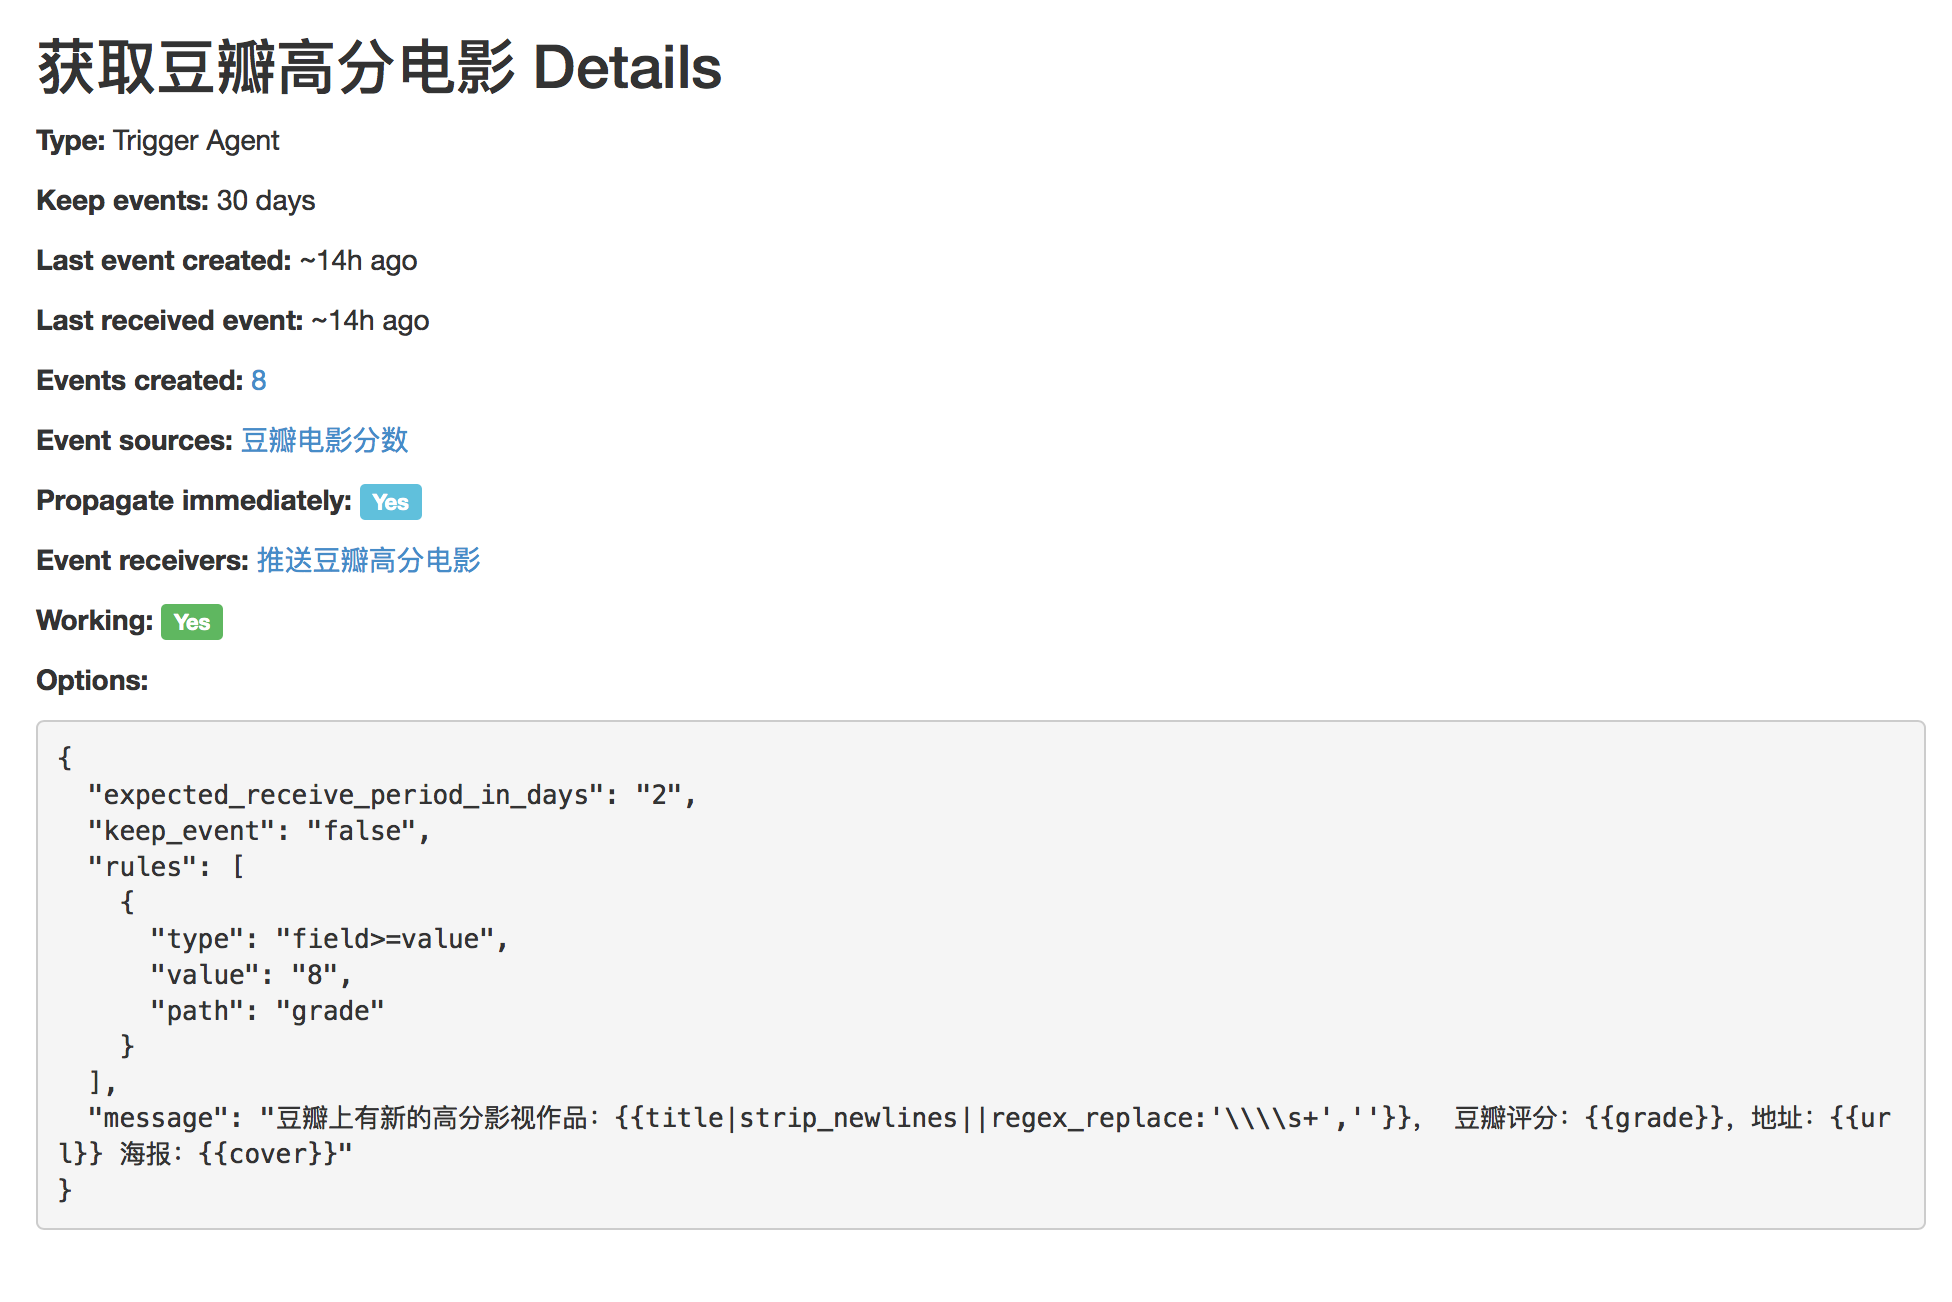 获取豆瓣高分电影 Details
Type: Trigger Agent
Keep events: 30 days
Last event created: ~14h ago
Last received event: ~14h ago
Events created: 8
Event sources: 豆瓣电影分数
Propagate immediately: Yes
Event receivers: 推送豆瓣高分电影
Working: Yes
Options:
{
  "expected_receive_period_in_days": "2",
  "keep_event": "false",
  "rules": [
    {
      "type": "field>=value",
      "value": "8",
      "path": "grade"
    }
  ],
  "message": "豆瓣上有新的高分影视作品：{{title|strip_newlines||regex_replace:'\\\\s+',''}}， 豆瓣评分：{{grade}}，地址：{{ur
l}} 海报：{{cover}}"
}